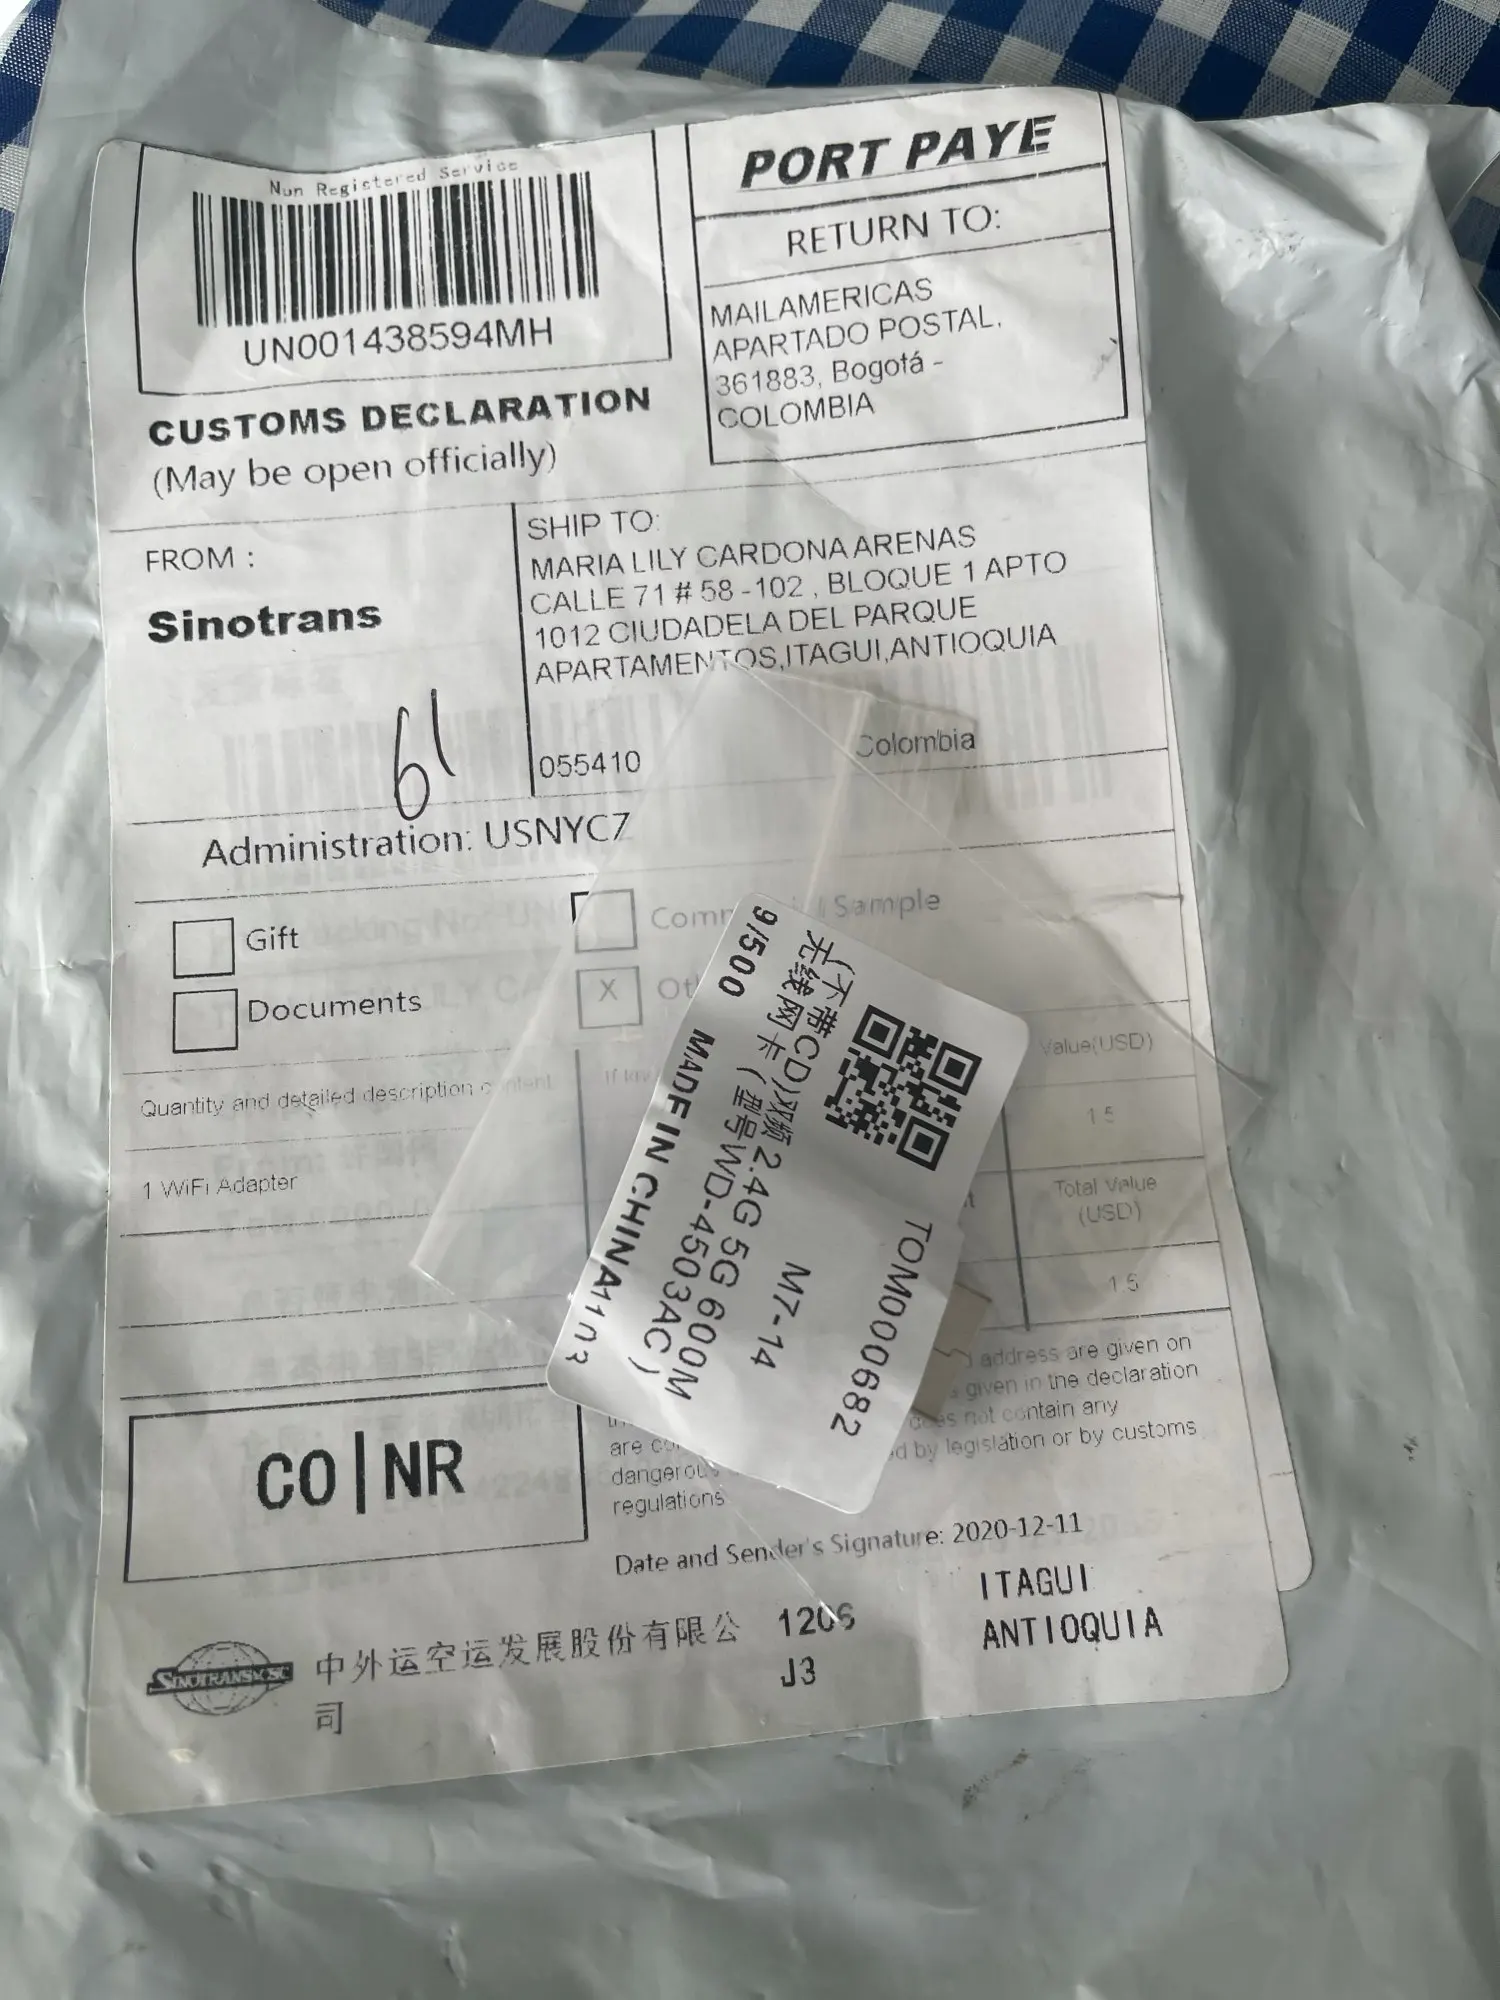 Nun Registered Service
UN001438594MH
PORT PAYE
RETURN TO:
MAILAMERICAS
APARTADO POSTAL,
361883, Bogotá -
COLOMBIA
CUSTOMS DECLARATION
(May be open officially)
FROM :
Sinotrans
61
SHIP TO:
MARIA LILY CARDONA ARENAS
CALLE 71 # 58 -102 , BLOQUE 1 APTO
1012 CIUDADELA DEL PARQUE
APARTAMENTOS,ITAGUI,ANTIOQUIA
055410
Colombia
Administration: USNYC7
Gift
Sample
Documents
X
Quantity and detailed description
Value(USD)
1.5
1 WiFi Adapter
Total Value
(USD)
1.5
9/500
(不带CD)双频 2.4G 5G 600M
无线网卡 ( 型号WD-4503AC )
MADE IN CHINA
M7-14
TOM000682
address are given on
given in the declaration
does not contain any
are
by legislation or by customs
dangerous
regulations
CO | NR
Date and Sender's Signature: 2020-12-11
ITAGUI
ANTIOQUIA
1206
J3
中外运空运发展股份有限公
司